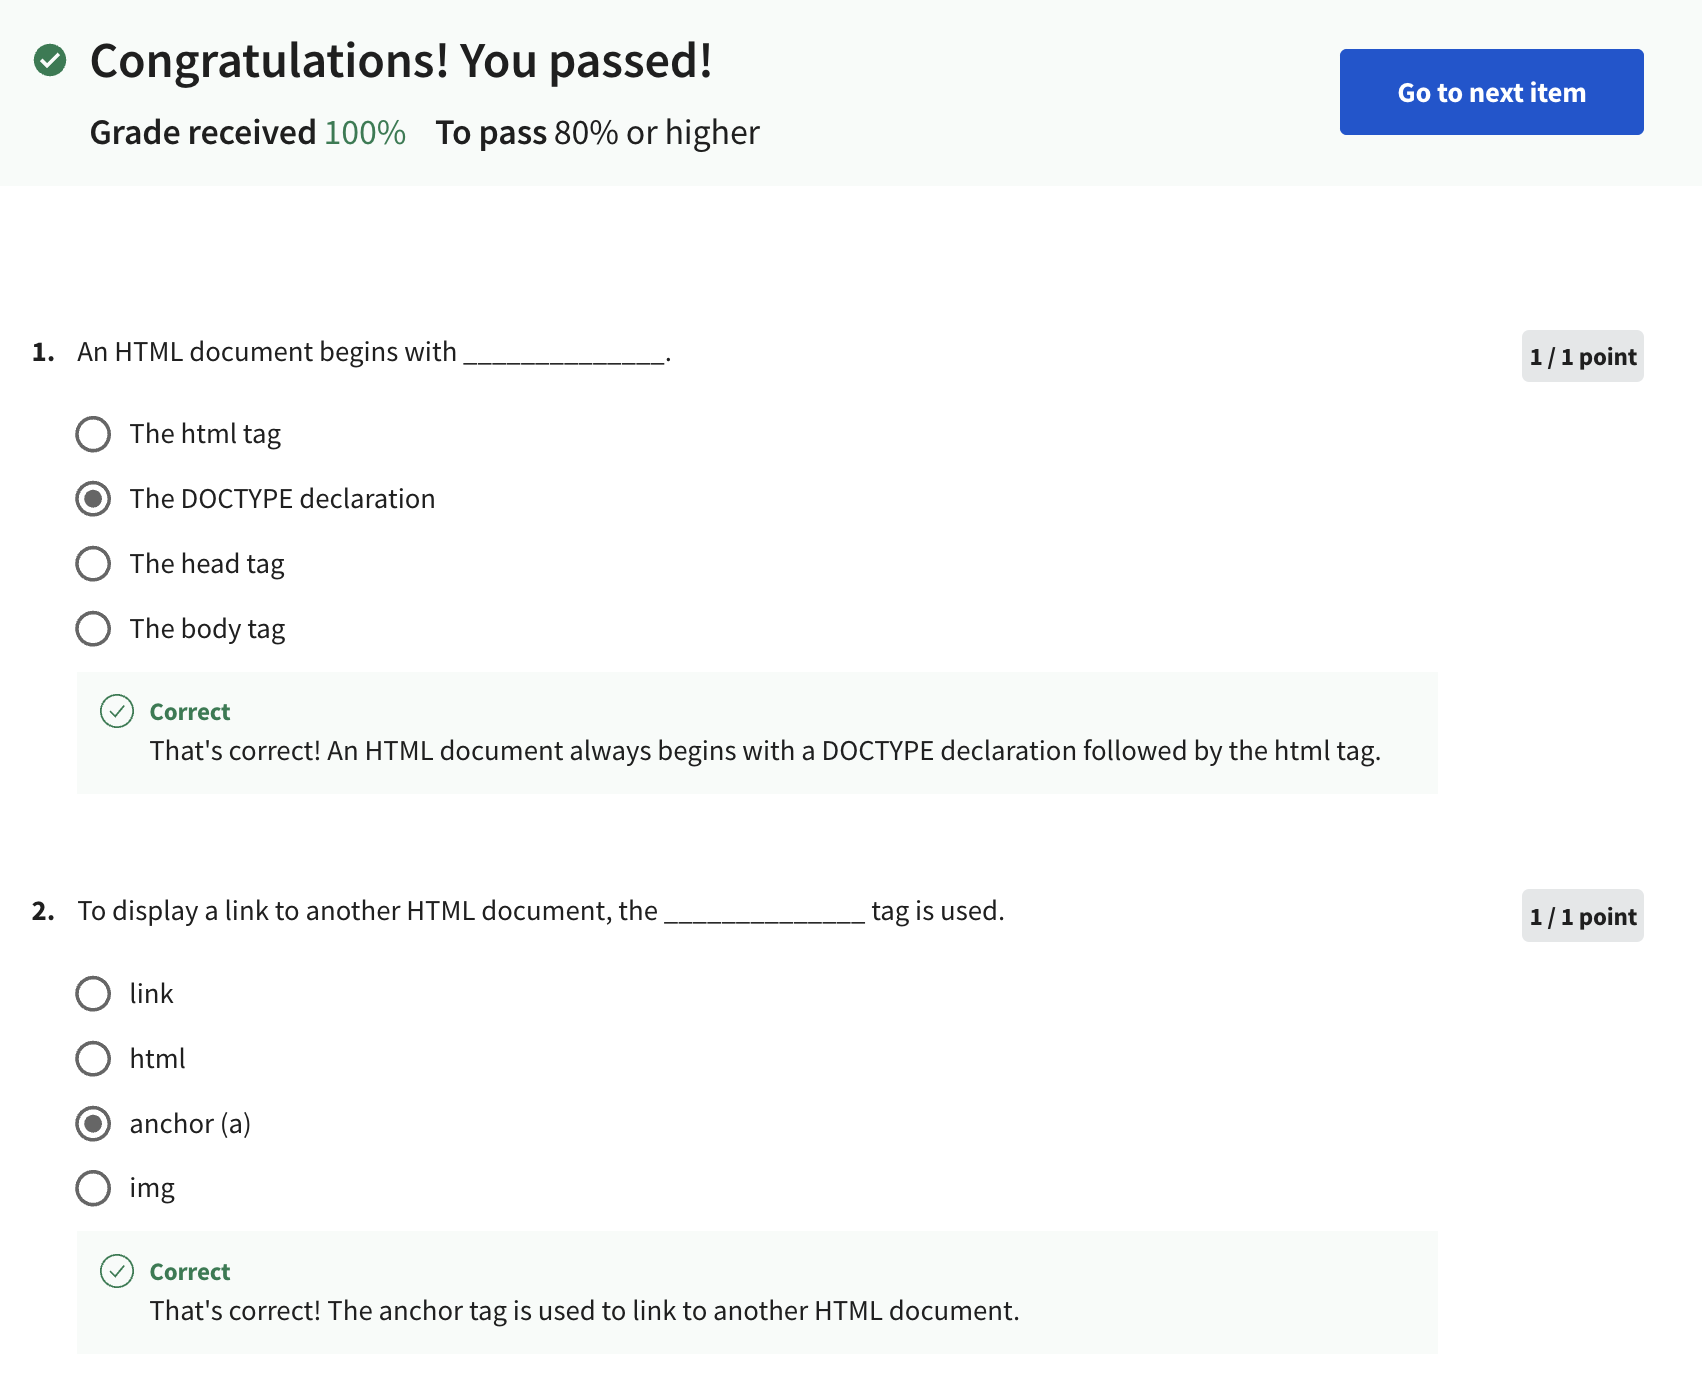 Congratulations! You passed!
Go to next item
Grade received 100% To pass 80% or higher
1. An HTML document begins with ______________.
1 / 1 point
The html tag
The DOCTYPE declaration
The head tag
The body tag
Correct
That's correct! An HTML document always begins with a DOCTYPE declaration followed by the html tag.
2. To display a link to another HTML document, the ______________ tag is used.
1 / 1 point
link
html
anchor (a)
img
Correct
That's correct! The anchor tag is used to link to another HTML document.